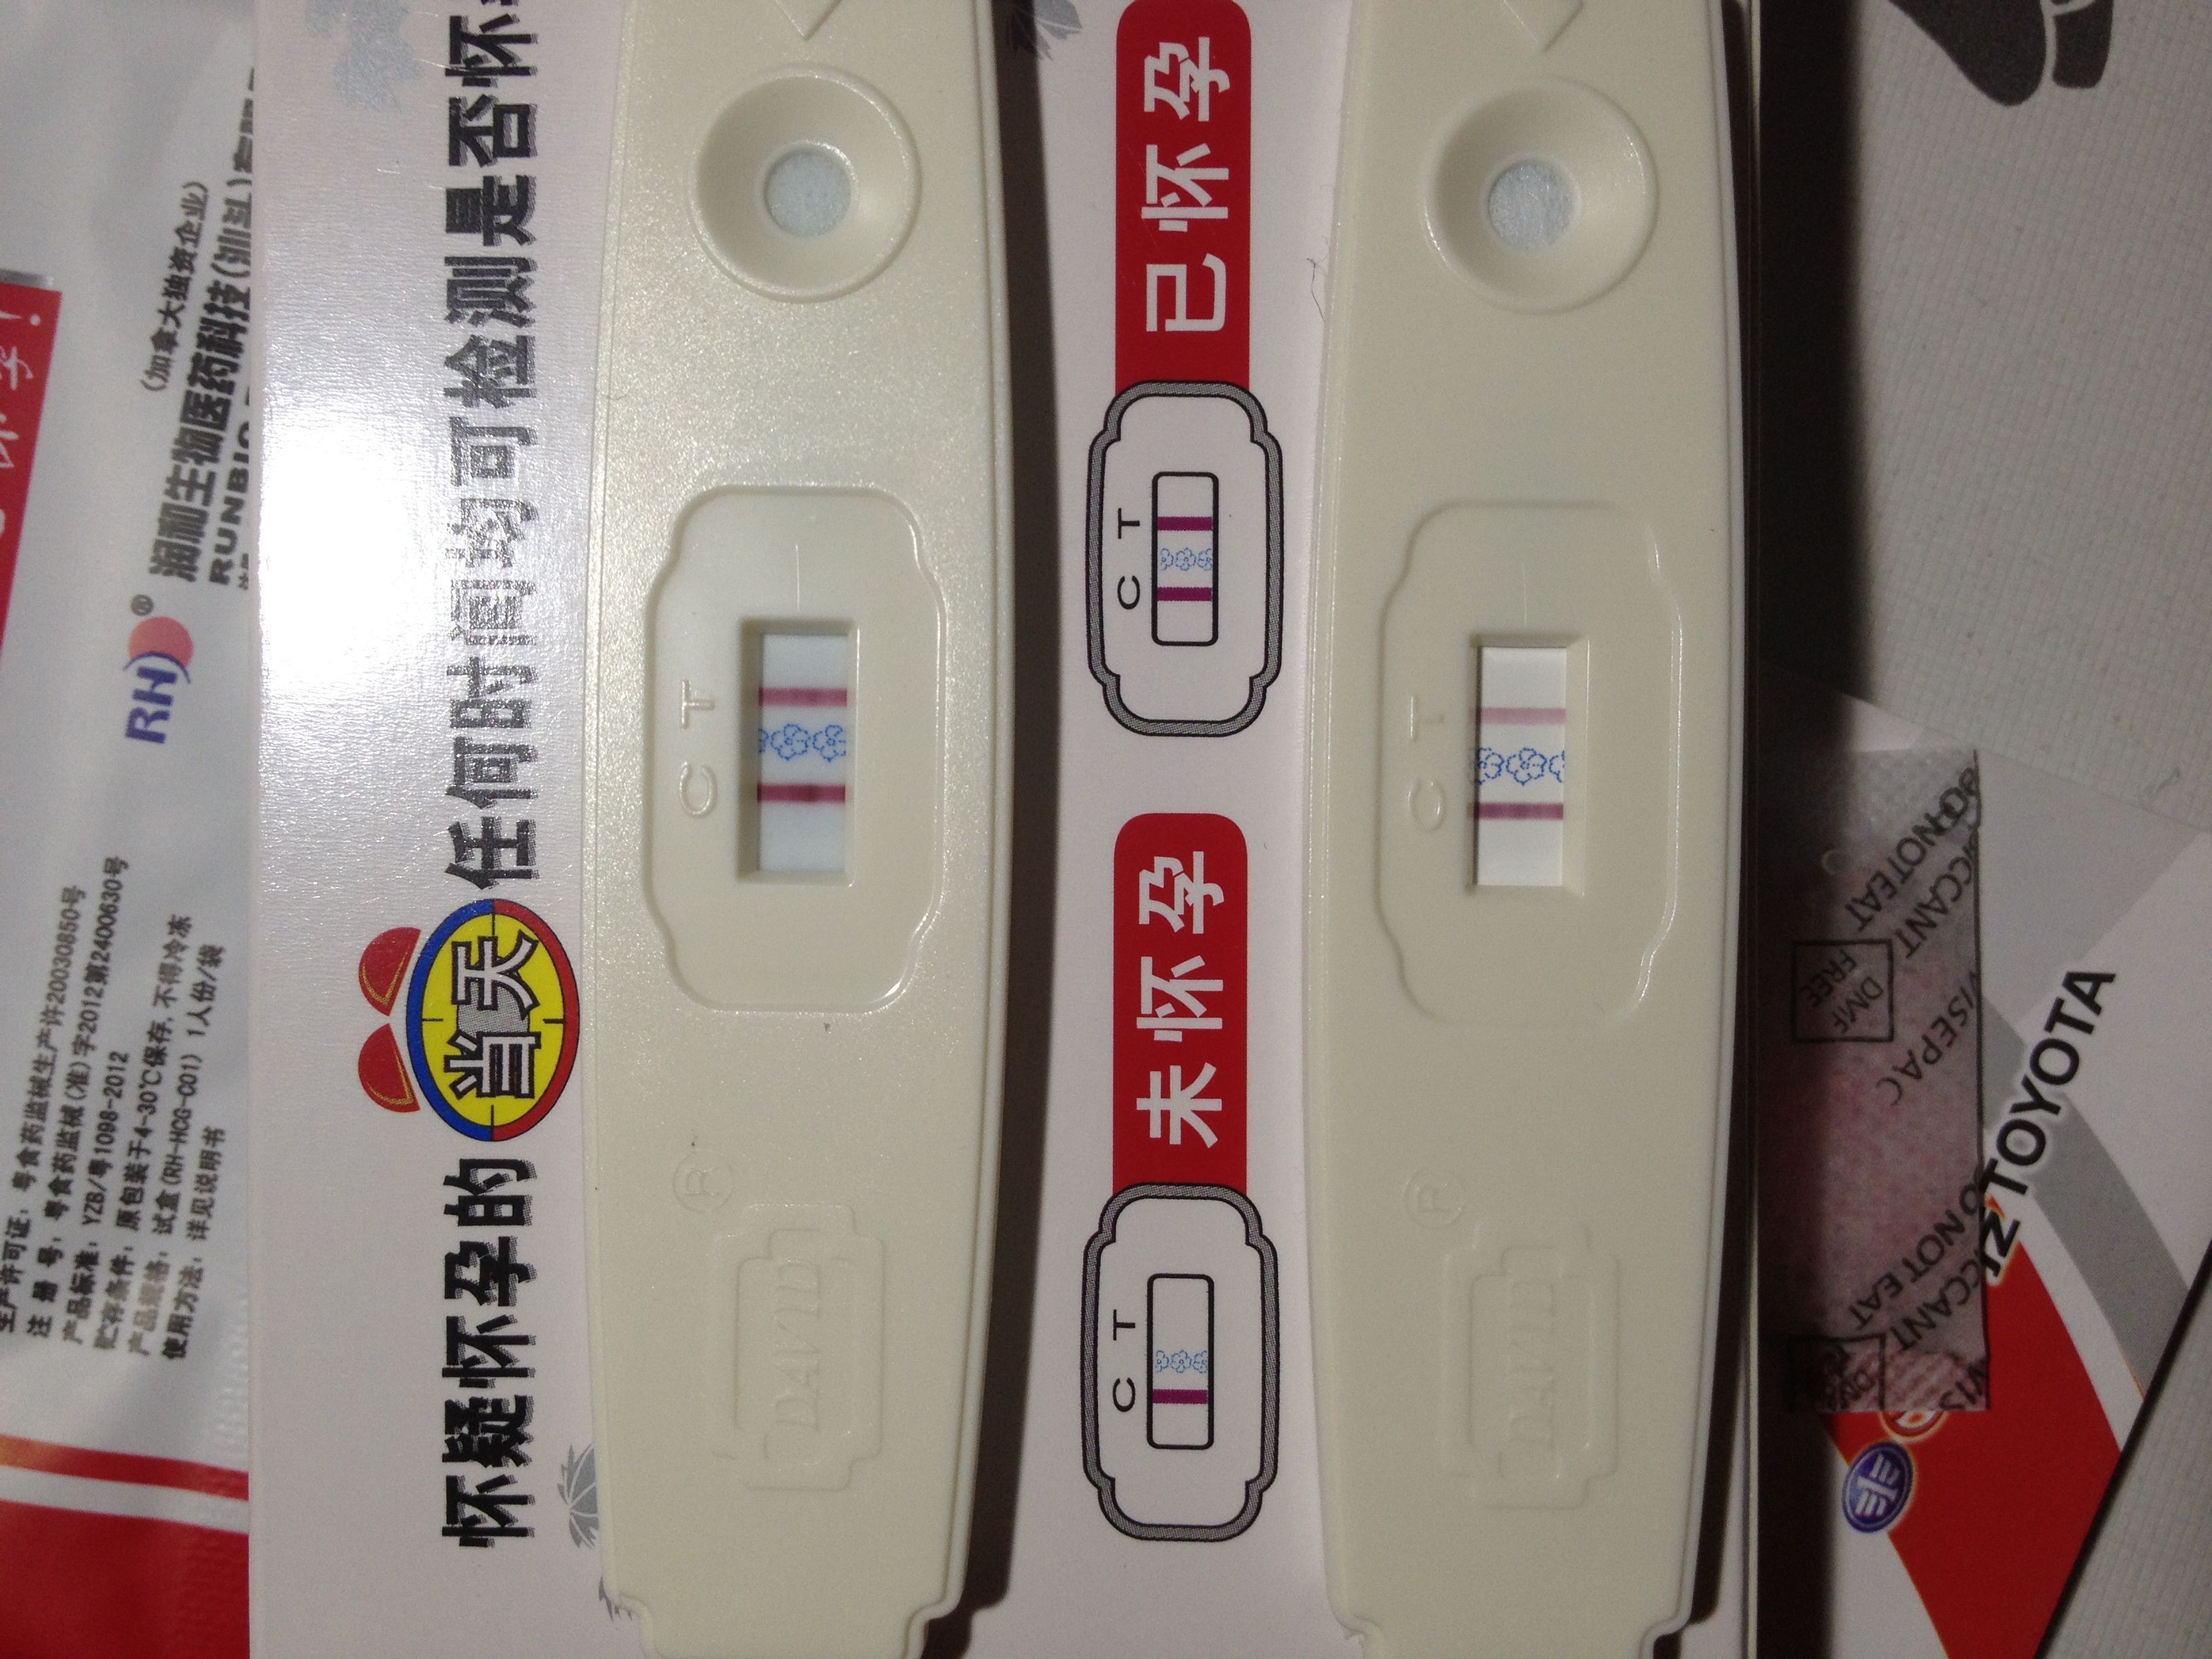 怀疑怀孕的当天任何时间均可检测是否怀
C T
® DAVID
已怀孕
C T
未怀孕
C T
C T
® DAVID
(加拿大独资企业)
RH® 润和生物医药科技(汕头)有限
RUNBIO
生产许可证: 粤食药监械生产许20030850号
注 册 号: 粤食药监械(准)字2012第2400630号
产品标准: YZB/粤1098-2012
贮存条件: 原包装于4-30℃保存,不得冷冻
产品规格: 试盒(RH-HCG-C01) 1人份/袋
使用方法: 详见说明书
DO NOT EAT
DMF FREE
CCANT
ISEPAC
NOT EAT
CCANT
TOYOTA